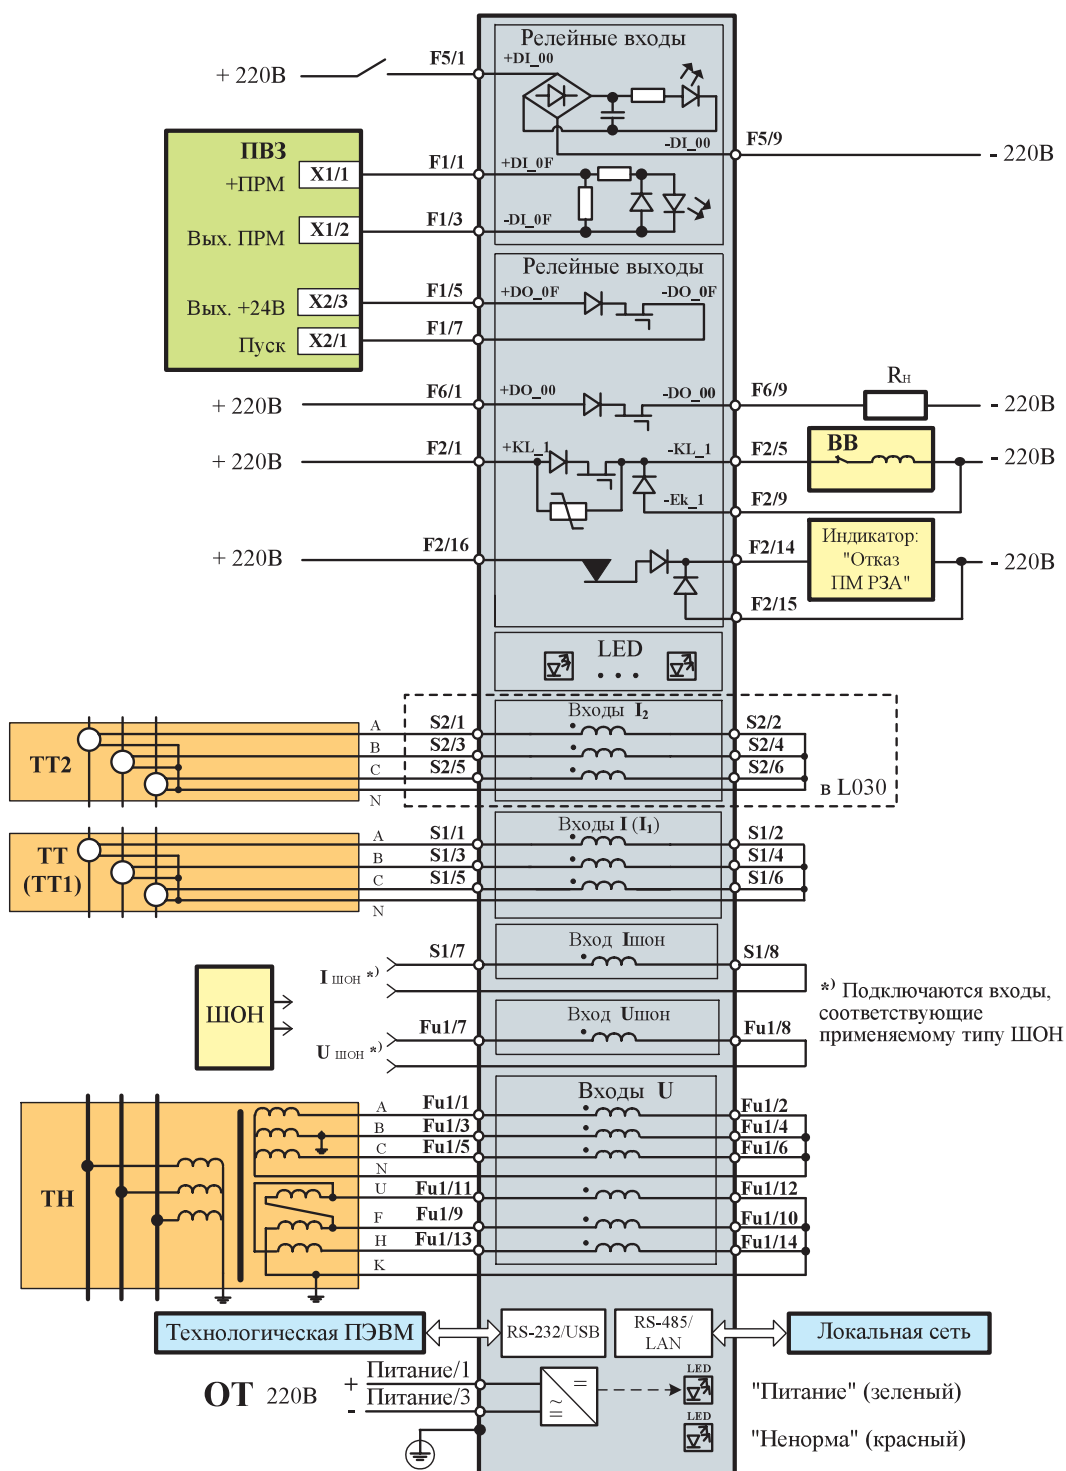 Релейные входы
+ 220В
F5/1
+DI_00
-DI_00
F5/9
- 220В
ПВЗ
+ПРМ
X1/1
F1/1
+DI_0F
Вых. ПРМ
X1/2
F1/3
-DI_0F
Релейные выходы
Вых. +24В
X2/3
F1/5
+DO_0F
-DO_0F
Пуск
X2/1
F1/7
+ 220В
F6/1
+DO_00
-DO_00
F6/9
Rн
- 220В
+ 220В
F2/1
+KL_1
-KL_1
F2/5
ВВ
- 220В
-Ek_1
F2/9
+ 220В
F2/16
F2/14
Индикатор:
"Отказ
ПМ РЗА"
- 220В
F2/15
LED
. . .
Входы I2
ТТ2
A
S2/1
S2/2
B
S2/3
S2/4
C
S2/5
S2/6
N
в L030
Входы I (I1)
ТТ
(ТТ1)
A
S1/1
S1/2
B
S1/3
S1/4
C
S1/5
S1/6
N
Вход Iшон
ШОН
I шон *)
S1/7
S1/8
*) Подключаются входы,
соответствующие
применяемому типу ШОН
Вход Uшон
U шон *)
Fu1/7
Fu1/8
Входы U
ТН
A
Fu1/1
Fu1/2
B
Fu1/3
Fu1/4
C
Fu1/5
Fu1/6
N
U
Fu1/11
Fu1/12
F
Fu1/9
Fu1/10
H
Fu1/13
Fu1/14
K
Технологическая ПЭВМ
RS-232/USB
RS-485/
LAN
Локальная сеть
ОТ 220В
+
Питание/1
-
Питание/3
LED
"Питание" (зеленый)
LED
"Ненорма" (красный)